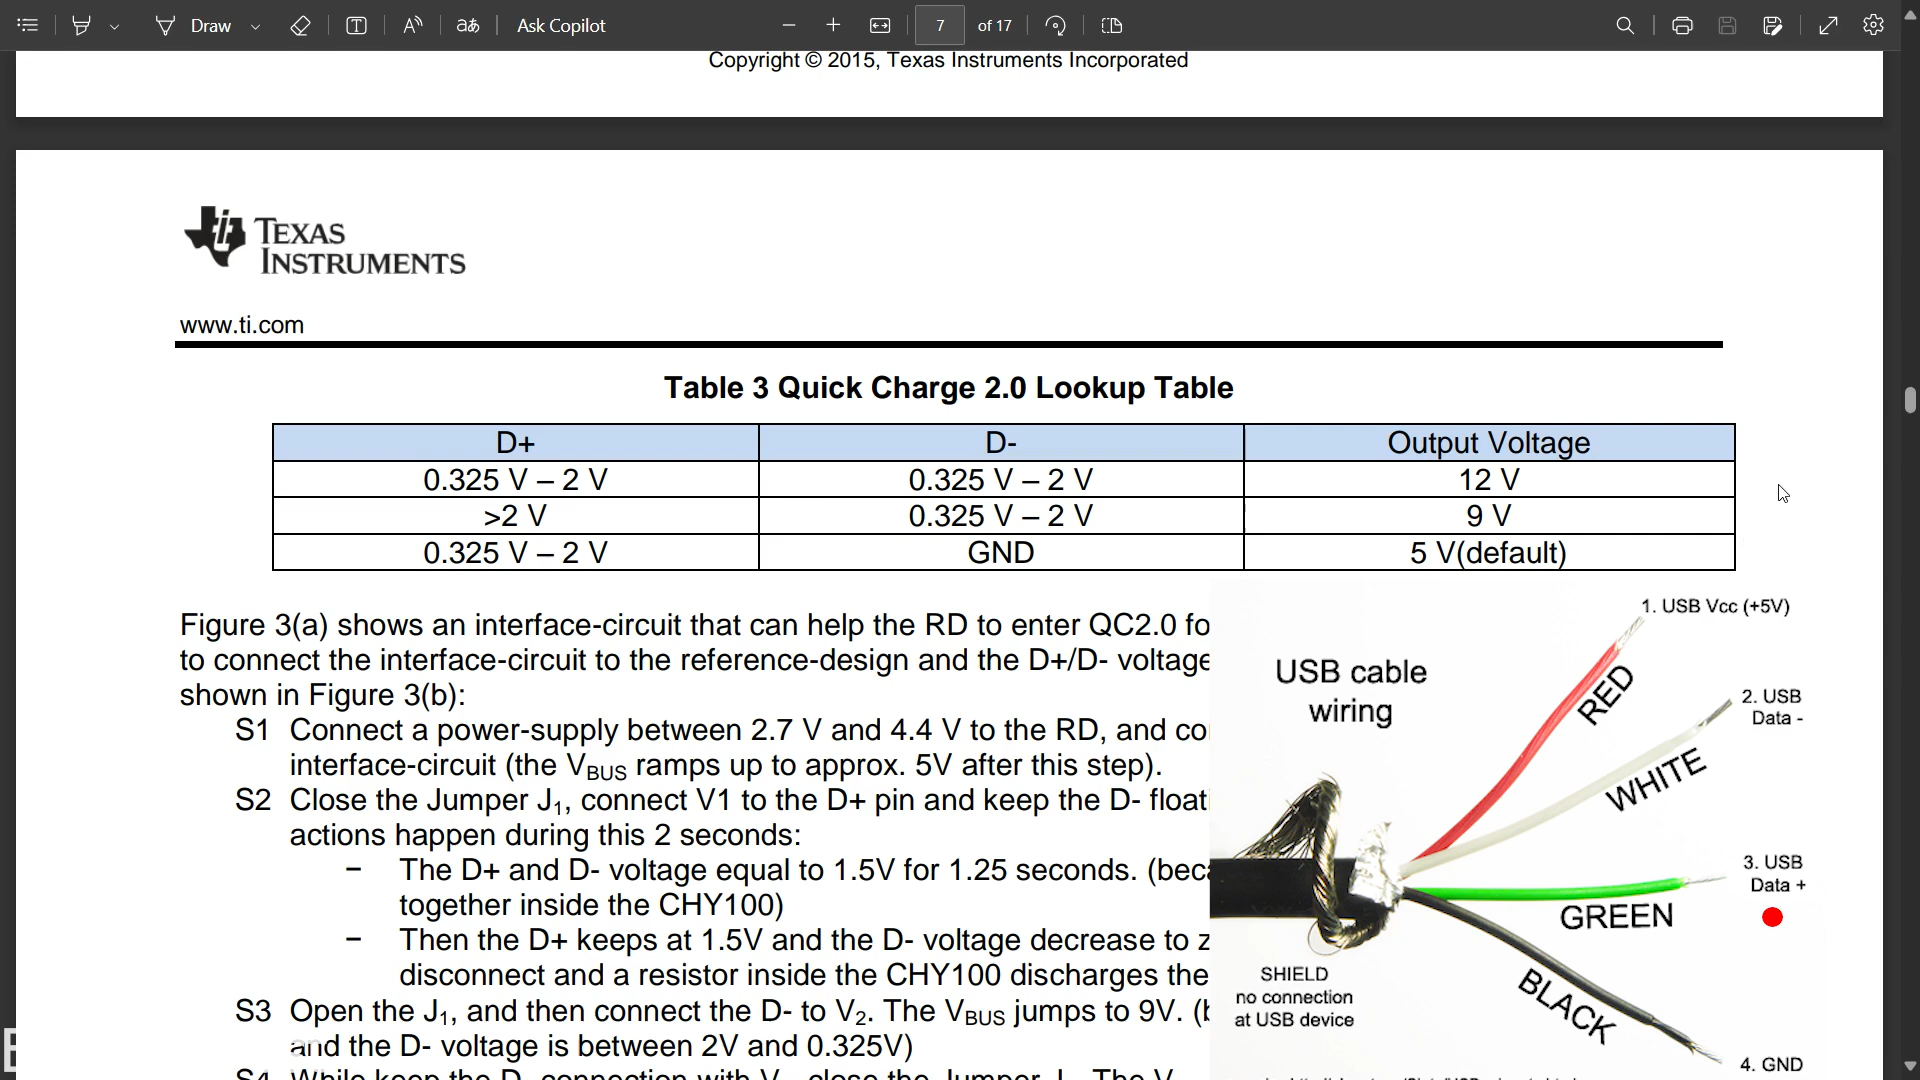 Draw
aあ
Ask Copilot
7 of 17
Copyright © 2015, Texas Instruments Incorporated
TEXAS
INSTRUMENTS
www.ti.com
Table 3 Quick Charge 2.0 Lookup Table
D+ D- Output Voltage
0.325 V – 2 V 0.325 V – 2 V 12 V
>2 V 0.325 V – 2 V 9 V
0.325 V – 2 V GND 5 V(default)
Figure 3(a) shows an interface-circuit that can help the RD to enter QC2.0 fo
to connect the interface-circuit to the reference-design and the D+/D- voltage
shown in Figure 3(b):
S1 Connect a power-supply between 2.7 V and 4.4 V to the RD, and co
interface-circuit (the VBUS ramps up to approx. 5V after this step).
S2 Close the Jumper J1, connect V1 to the D+ pin and keep the D- floati
actions happen during this 2 seconds:
− The D+ and D- voltage equal to 1.5V for 1.25 seconds. (beca
together inside the CHY100)
− Then the D+ keeps at 1.5V and the D- voltage decrease to z
disconnect and a resistor inside the CHY100 discharges the
S3 Open the J1, and then connect the D- to V2. The VBUS jumps to 9V. (b
and the D- voltage is between 2V and 0.325V)
USB cable
wiring
1. USB Vcc (+5V)
RED
2. USB
Data -
WHITE
3. USB
Data +
GREEN
BLACK
SHIELD
no connection
at USB device
4. GND